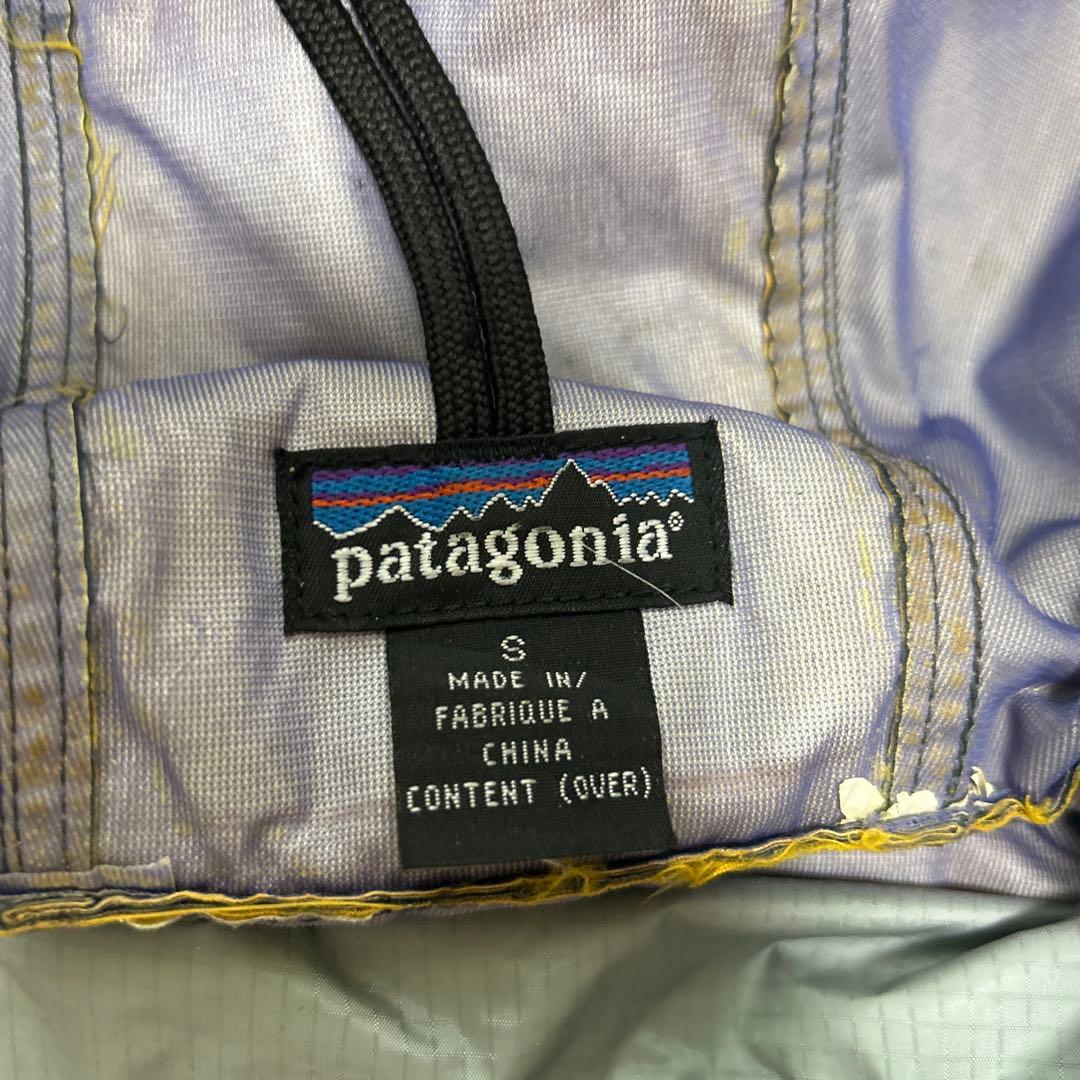 patagonia®
S
MADE IN/
FABRIQUE A
CHINA
CONTENT (OVER)